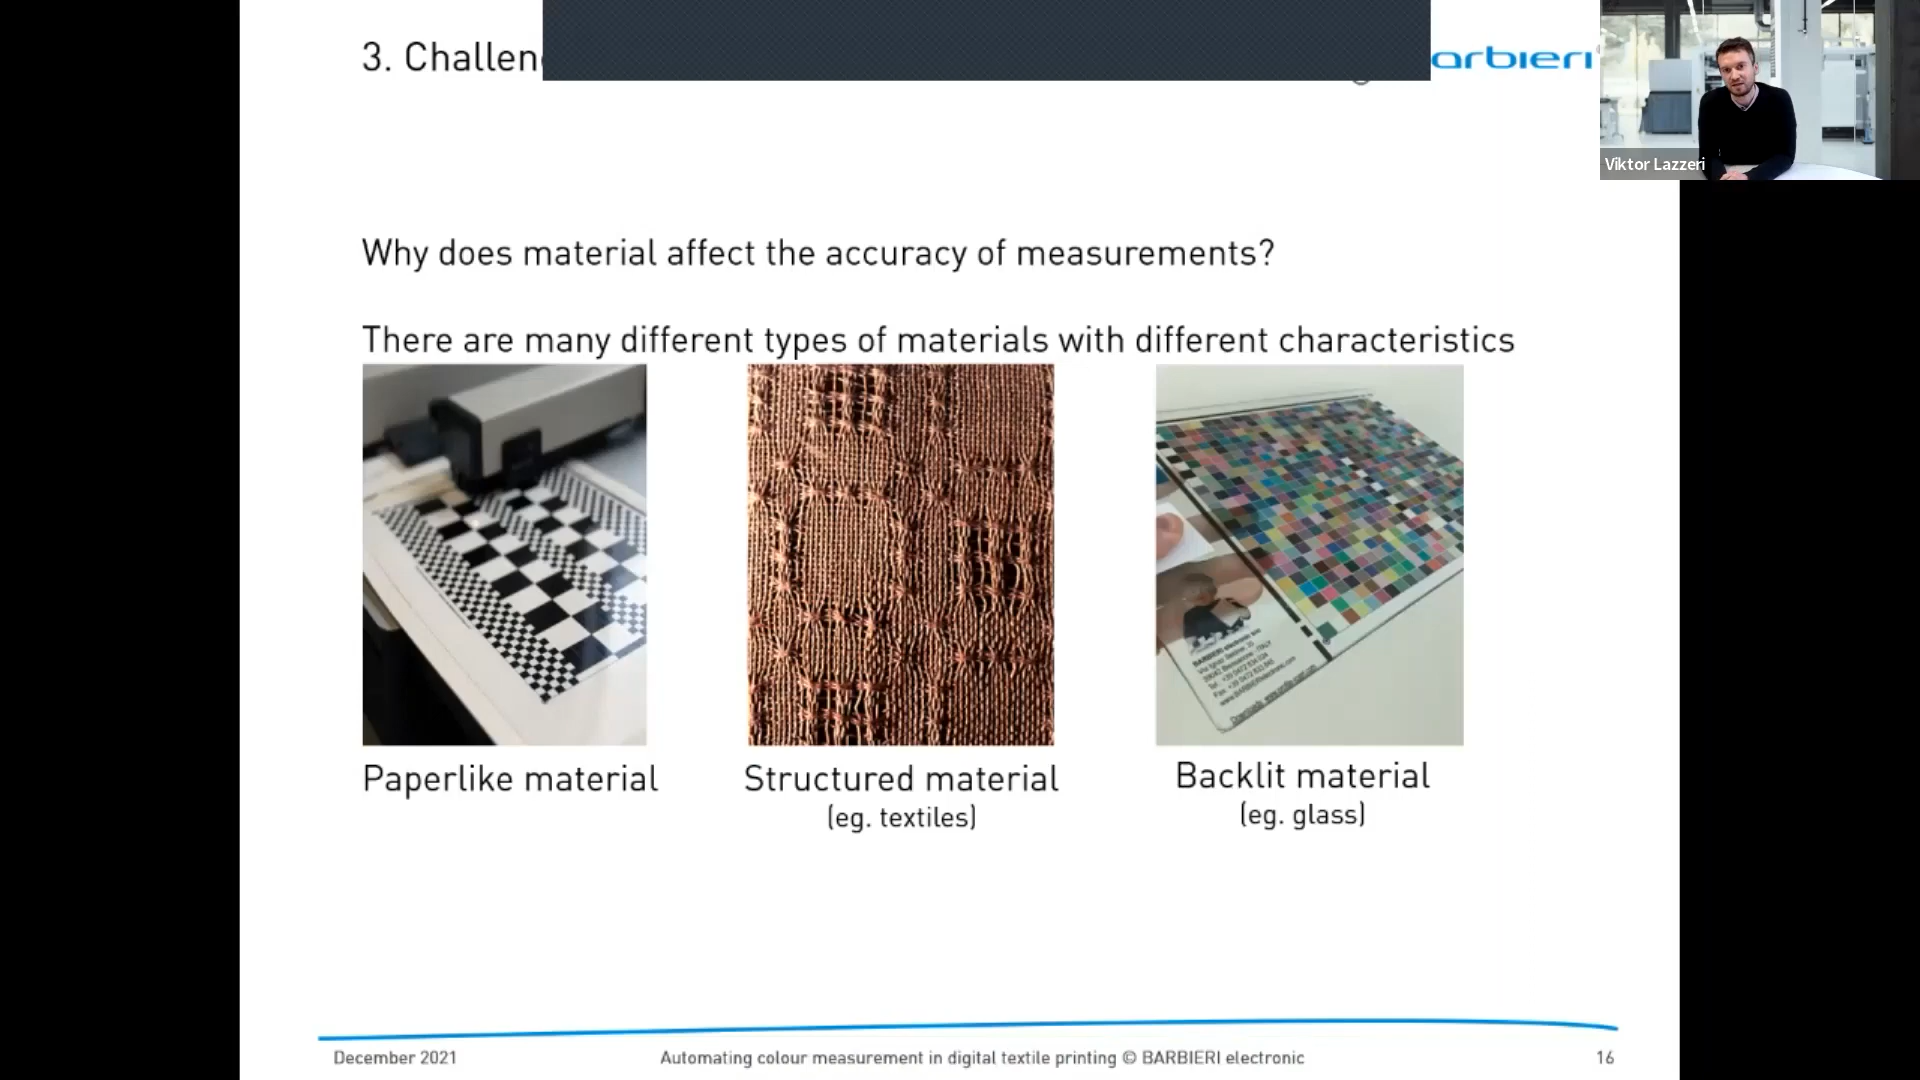 3. Challen
arbieri
Viktor Lazzeri
Why does material affect the accuracy of measurements?
There are many different types of materials with different characteristics
BARBIERI electronic
Paperlike material
Structured material
(eg. textiles)
Backlit material
(eg. glass)
December 2021
Automating colour measurement in digital textile printing © BARBIERI electronic
16